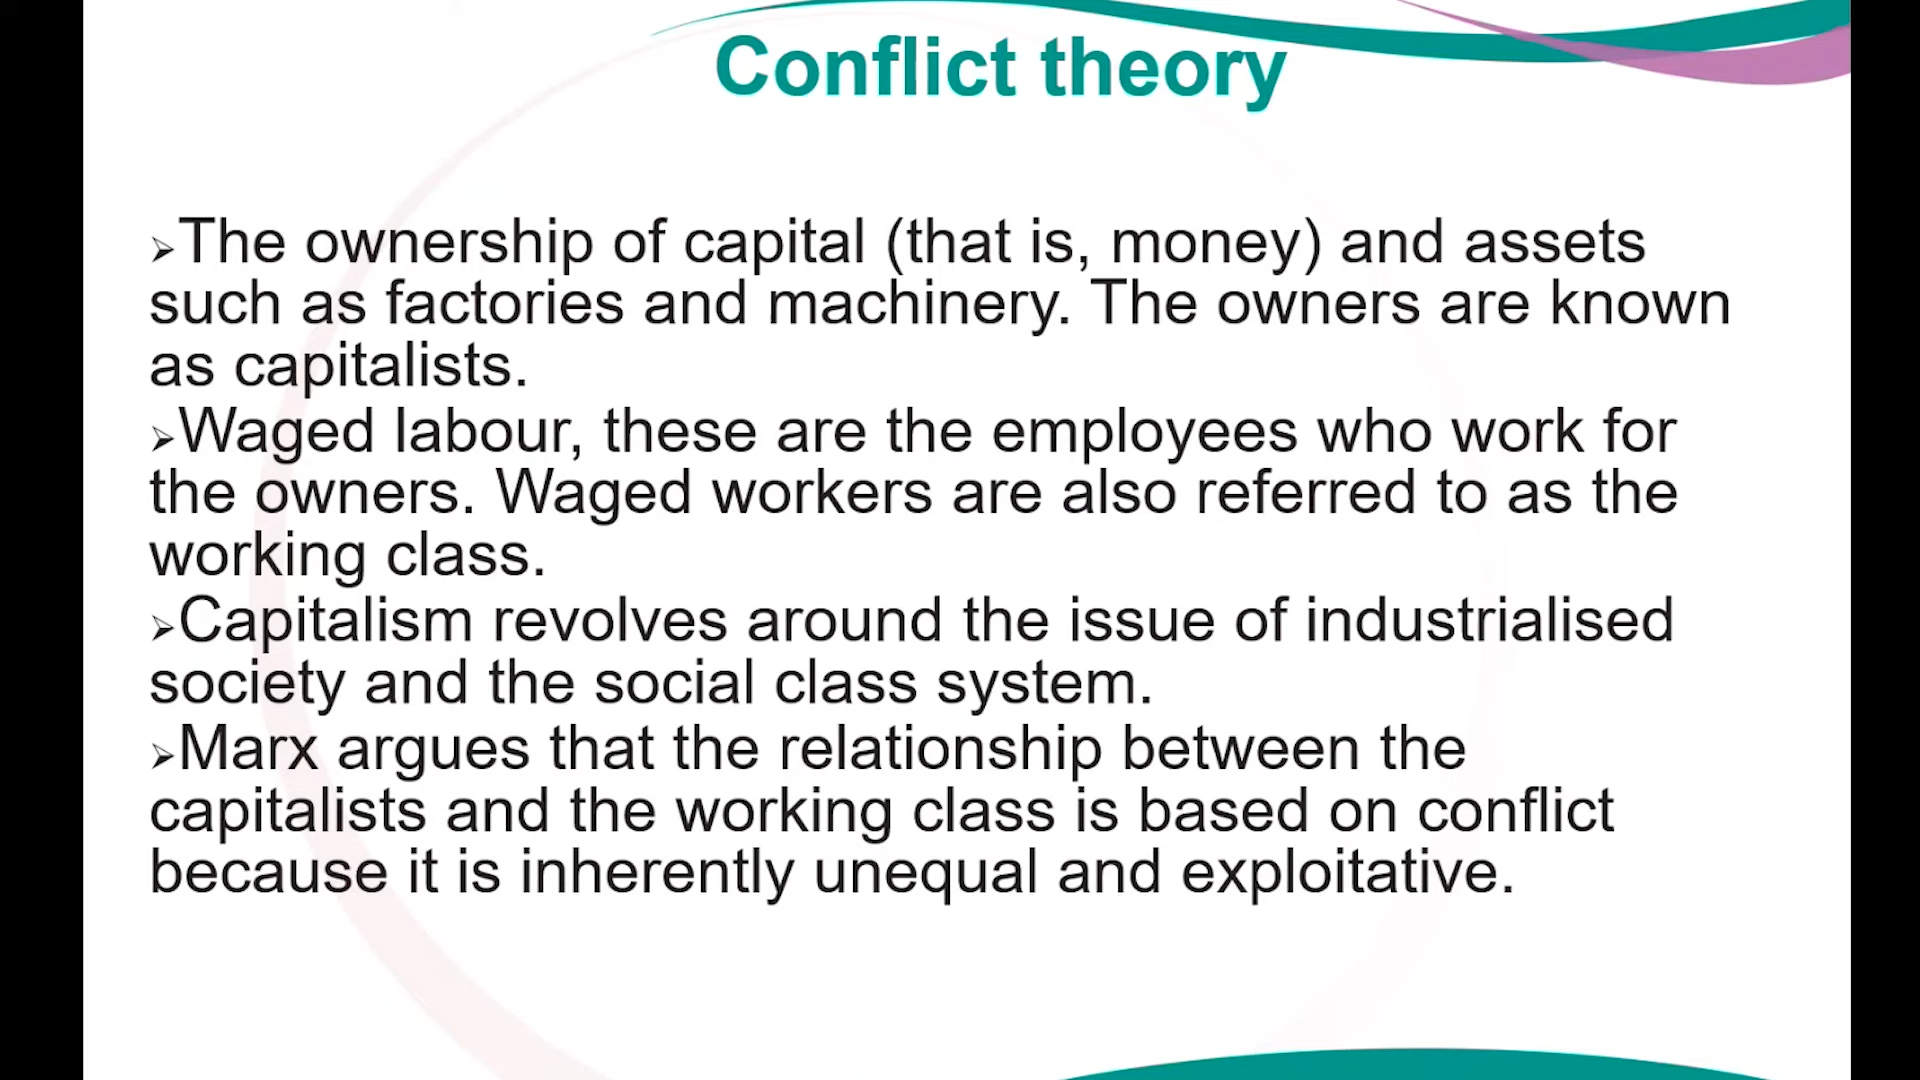 Conflict theory
➢The ownership of capital (that is, money) and assets
such as factories and machinery. The owners are known
as capitalists.
➢Waged labour, these are the employees who work for
the owners. Waged workers are also referred to as the
working class.
➢Capitalism revolves around the issue of industrialised
society and the social class system.
➢Marx argues that the relationship between the
capitalists and the working class is based on conflict
because it is inherently unequal and exploitative.